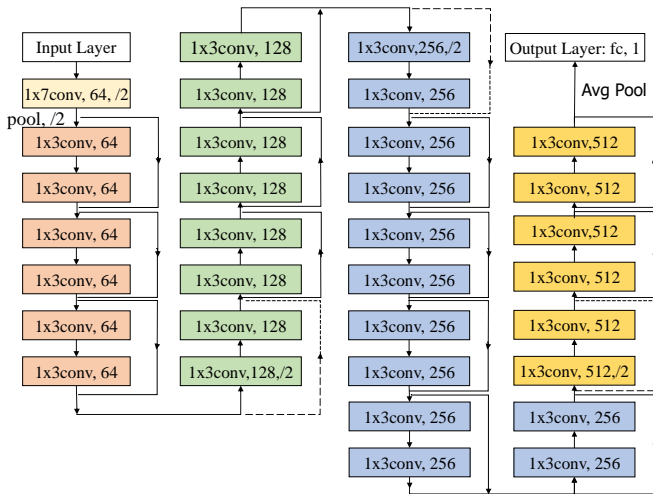 Input Layer
1x7conv, 64, /2
pool, /2
1x3conv, 64
1x3conv, 64
1x3conv, 64
1x3conv, 64
1x3conv, 64
1x3conv, 64
1x3conv, 128
1x3conv, 128
1x3conv, 128
1x3conv, 128
1x3conv, 128
1x3conv, 128
1x3conv, 128
1x3conv,128,/2
1x3conv,256,/2
1x3conv, 256
1x3conv, 256
1x3conv, 256
1x3conv, 256
1x3conv, 256
1x3conv, 256
1x3conv, 256
1x3conv, 256
1x3conv, 256
Output Layer: fc, 1
Avg Pool
1x3conv,512
1x3conv, 512
1x3conv,512
1x3conv, 512
1x3conv, 512
1x3conv, 512,/2
1x3conv, 256
1x3conv, 256